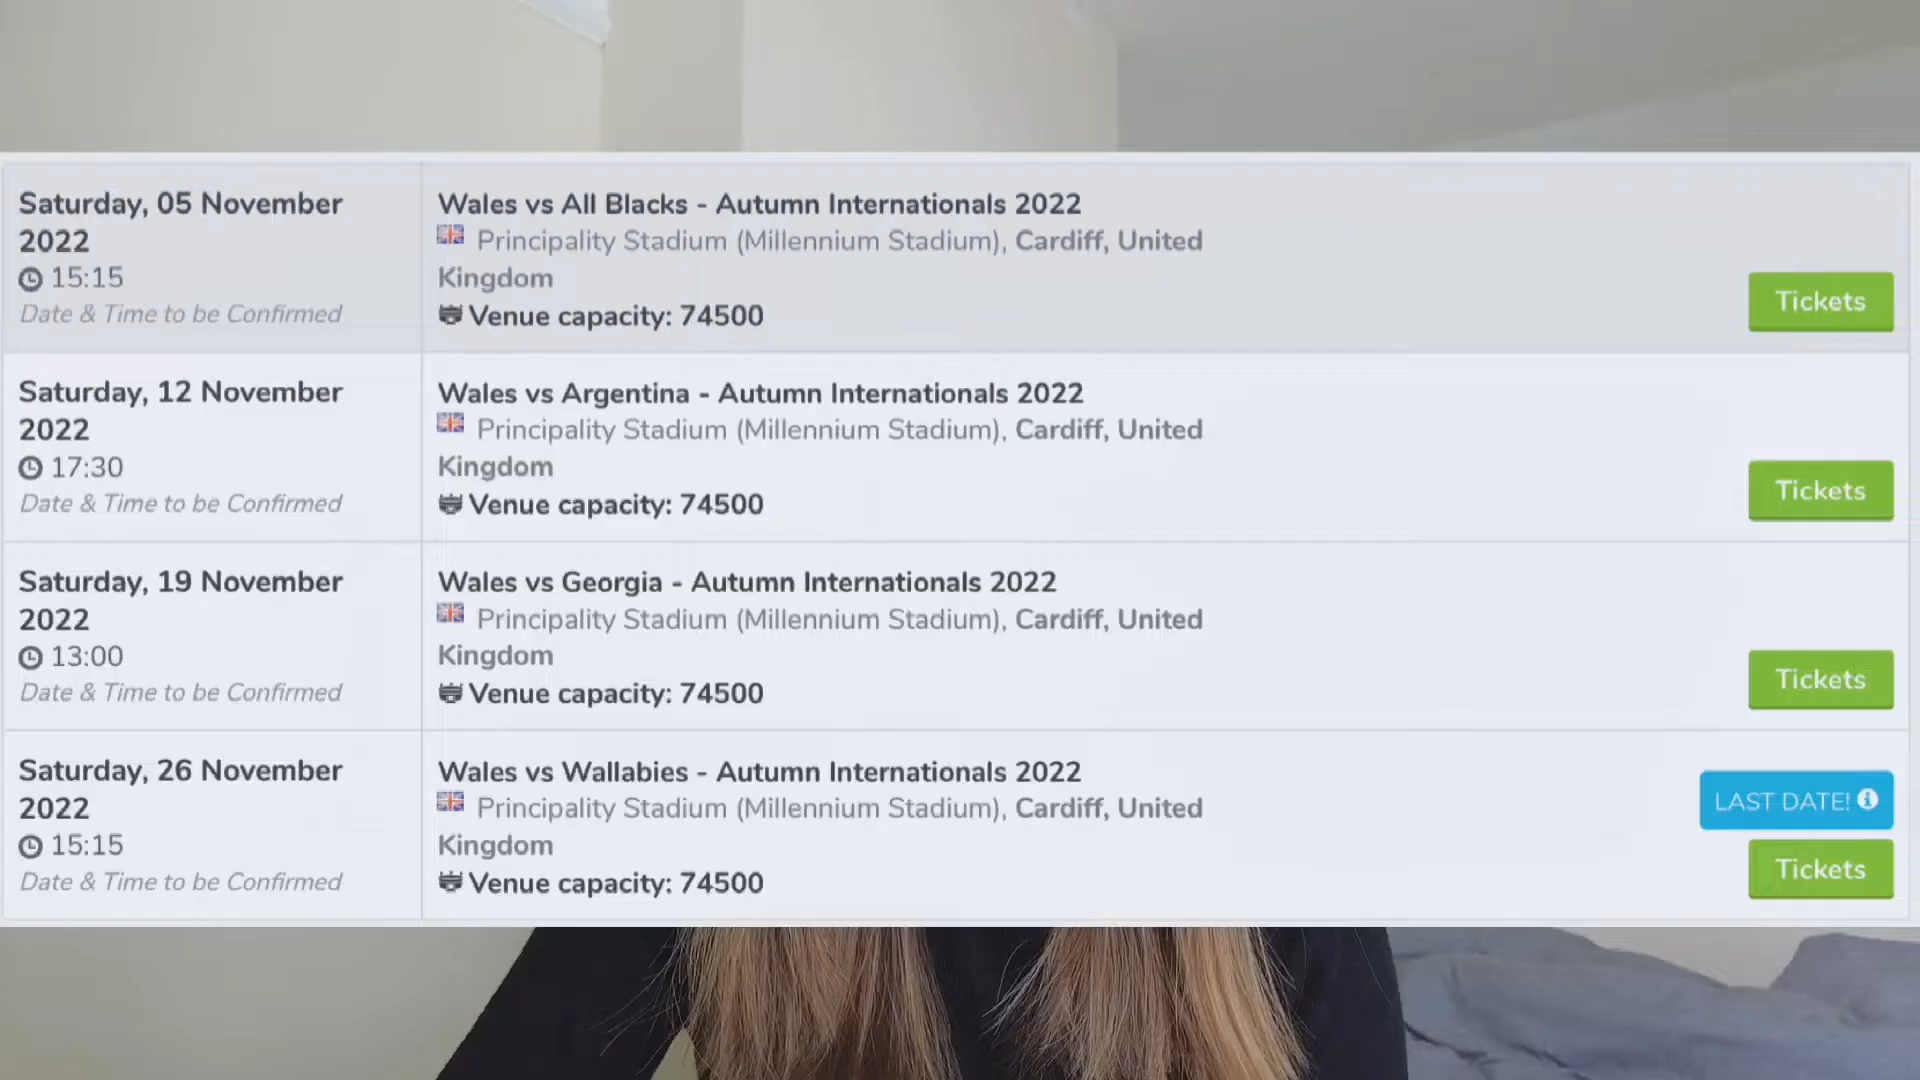 Saturday, 05 November
2022
15:15
Date & Time to be Confirmed
Wales vs All Blacks - Autumn Internationals 2022
Principality Stadium (Millennium Stadium), Cardiff, United
Kingdom
Venue capacity: 74500
Tickets
Saturday, 12 November
2022
17:30
Date & Time to be Confirmed
Wales vs Argentina - Autumn Internationals 2022
Principality Stadium (Millennium Stadium), Cardiff, United
Kingdom
Venue capacity: 74500
Tickets
Saturday, 19 November
2022
13:00
Date & Time to be Confirmed
Wales vs Georgia - Autumn Internationals 2022
Principality Stadium (Millennium Stadium), Cardiff, United
Kingdom
Venue capacity: 74500
Tickets
Saturday, 26 November
2022
15:15
Date & Time to be Confirmed
Wales vs Wallabies - Autumn Internationals 2022
Principality Stadium (Millennium Stadium), Cardiff, United
Kingdom
Venue capacity: 74500
LAST DATE!
Tickets